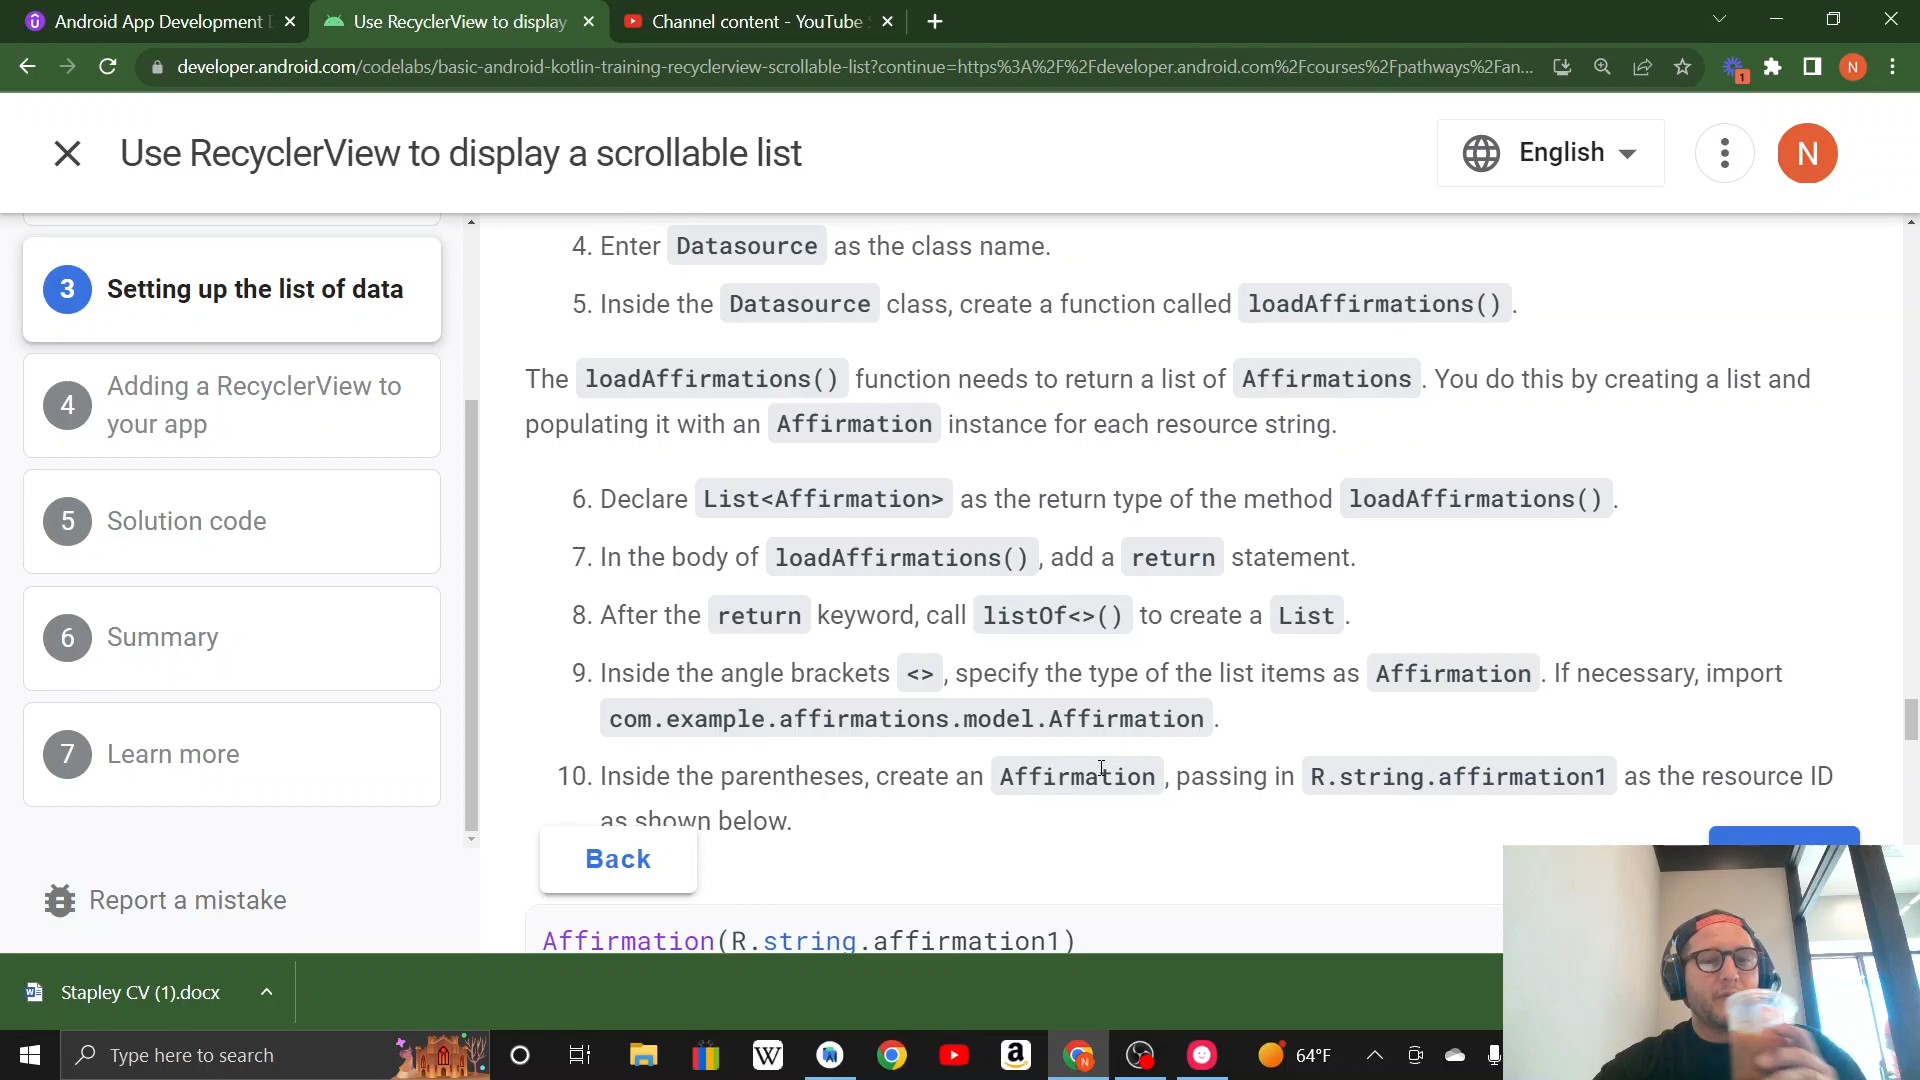 Android App Development
Use RecyclerView to display
Channel content - YouTube
developer.android.com/codelabs/basic-android-kotlin-training-recyclerview-scrollable-list?continue=https%3A%2F%2Fdeveloper.android.com%2Fcourses%2Fpathways%2Fan...
1
N
Use RecyclerView to display a scrollable list
English
N
3
Setting up the list of data
4
Adding a RecyclerView to
your app
5
Solution code
6
Summary
7
Learn more
Report a mistake
4. Enter Datasource as the class name.
5. Inside the Datasource class, create a function called loadAffirmations().
The loadAffirmations() function needs to return a list of Affirmations. You do this by creating a list and
populating it with an Affirmation instance for each resource string.
6. Declare List<Affirmation> as the return type of the method loadAffirmations().
7. In the body of loadAffirmations(), add a return statement.
8. After the return keyword, call listOf<>() to create a List.
9. Inside the angle brackets <>, specify the type of the list items as Affirmation. If necessary, import
com.example.affirmations.model.Affirmation.
10. Inside the parentheses, create an Affirmation, passing in R.string.affirmation1 as the resource ID
as shown below.
Back
Affirmation(R.string.affirmation1)
Stapley CV (1).docx
Type here to search
W
a
N
64°F